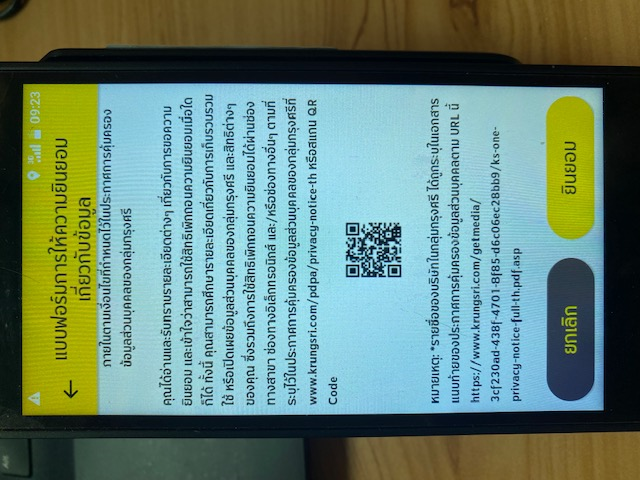 09:23
แบบฟอร์มการให้ความยินยอม
เกี่ยวกับข้อมูล
ภายในตามเงื่อนไขที่กำหนดไว้ในประกาศการคุ้มครอง
ข้อมูลส่วนบุคคลของกลุ่มกรุงศรี
คุณได้อ่านและรับทราบรายละเอียดต่างๆ เกี่ยวกับการขอความ
ยินยอม และเข้าใจว่าสามารถใช้สิทธิเพิกถอนความยินยอมเมื่อใด
ก็ได้ ทั้งนี้ คุณสามารถศึกษารายละเอียดเกี่ยวกับการเก็บรวบรวม
ใช้ หรือเปิดเผยข้อมูลส่วนบุคคลของกลุ่มกรุงศรี และสิทธิต่างๆ
ของคุณ ซึ่งรวมถึงการใช้สิทธิเพิกถอนความยินยอมได้ผ่านช่อง
ทางสาขา ช่องทางอิเล็กทรอนิกส์ และ/หรือช่องทางอื่นๆ ตามที่
ระบุไว้ในประกาศการคุ้มครองข้อมูลส่วนบุคคลของกลุ่มกรุงศรีที่
www.krungsri.com/pdpa/privacy-notice-th หรือสแกน QR
Code
หมายเหตุ: *รายชื่อของบริษัทในกลุ่มกรุงศรี ได้ถูกระบุในเอกสาร
แนบท้ายของประกาศการคุ้มครองข้อมูลส่วนบุคคลตาม URL นี้
https://www.krungsri.com/getmedia/
3cf230ad-438f-4701-8f85-d6c06ec28bb9/ks-one-
privacy-notice-full-th.pdf.asp
ยกเลิก
ยินยอม